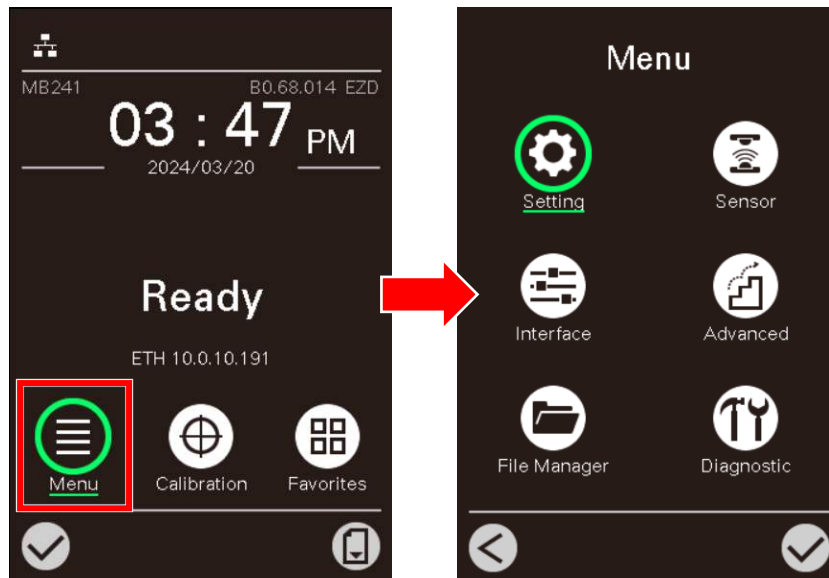 MB241 B0.68.014 EZD
03 : 47 PM
2024/03/20
Ready
ETH 10.0.10.191
Menu Calibration Favorites
Menu
Setting Sensor
Interface Advanced
File Manager Diagnostic